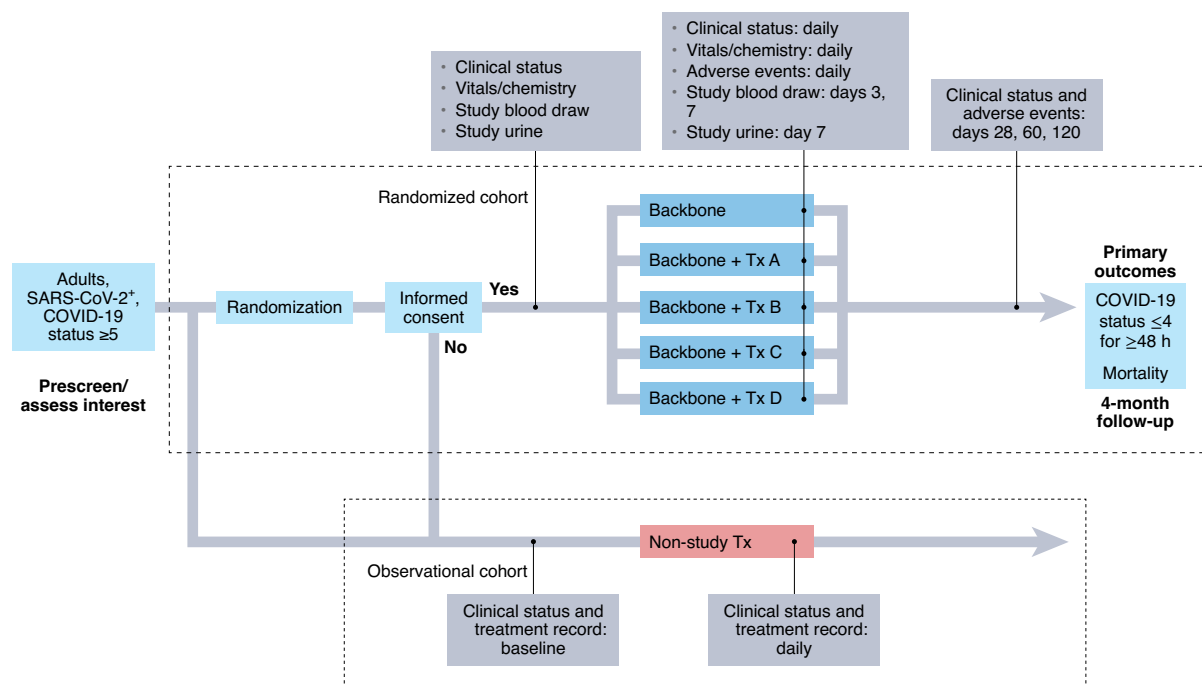 • Clinical status
• Vitals/chemistry
• Study blood draw
• Study urine
• Clinical status: daily
• Vitals/chemistry: daily
• Adverse events: daily
• Study blood draw: days 3,
7
• Study urine: day 7
Clinical status and
adverse events:
days 28, 60, 120
Randomized cohort
Adults,
SARS-CoV-2⁺,
COVID-19
status ≥5
Prescreen/
assess interest
Randomization
Informed
consent
Yes
No
Backbone
Backbone + Tx A
Backbone + Tx B
Backbone + Tx C
Backbone + Tx D
Primary
outcomes
COVID-19
status ≤4
for ≥48 h
Mortality
4-month
follow-up
Observational cohort
Non-study Tx
Clinical status and
treatment record:
baseline
Clinical status and
treatment record:
daily